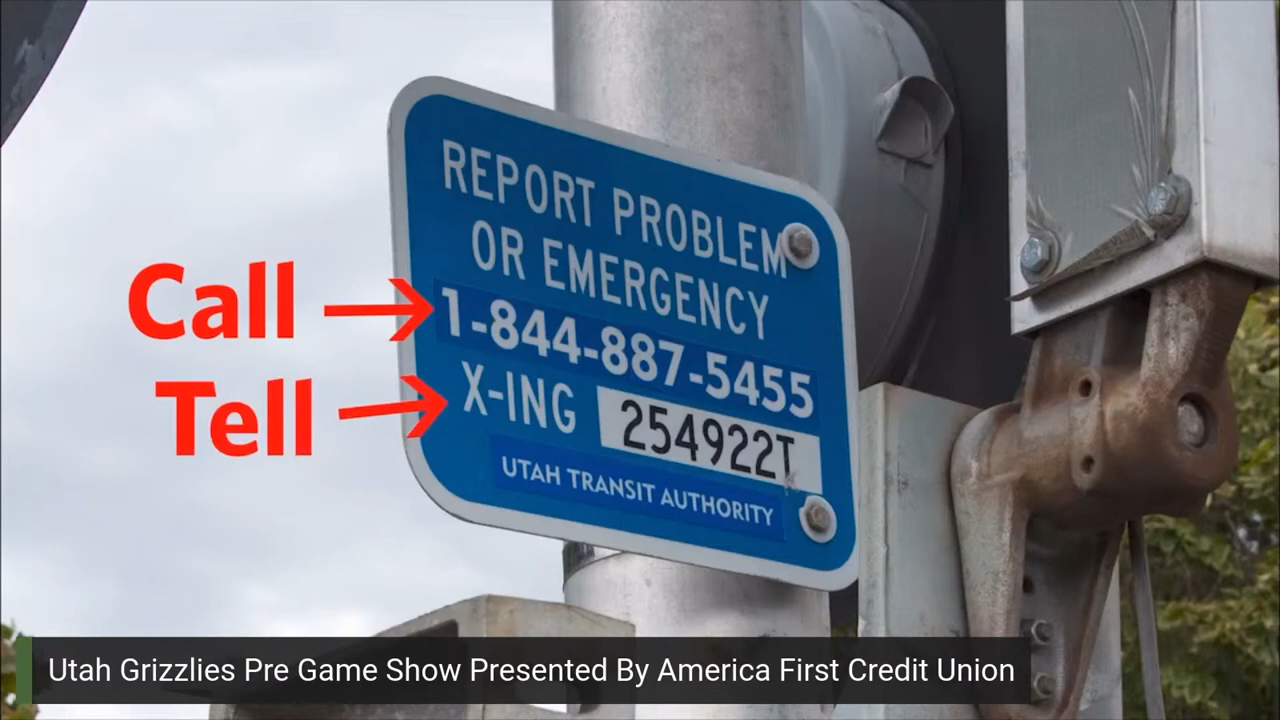 REPORT PROBLEM
OR EMERGENCY
Call
1-844-887-5455
Tell
X-ING 254922T
UTAH TRANSIT AUTHORITY
Utah Grizzlies Pre Game Show Presented By America First Credit Union